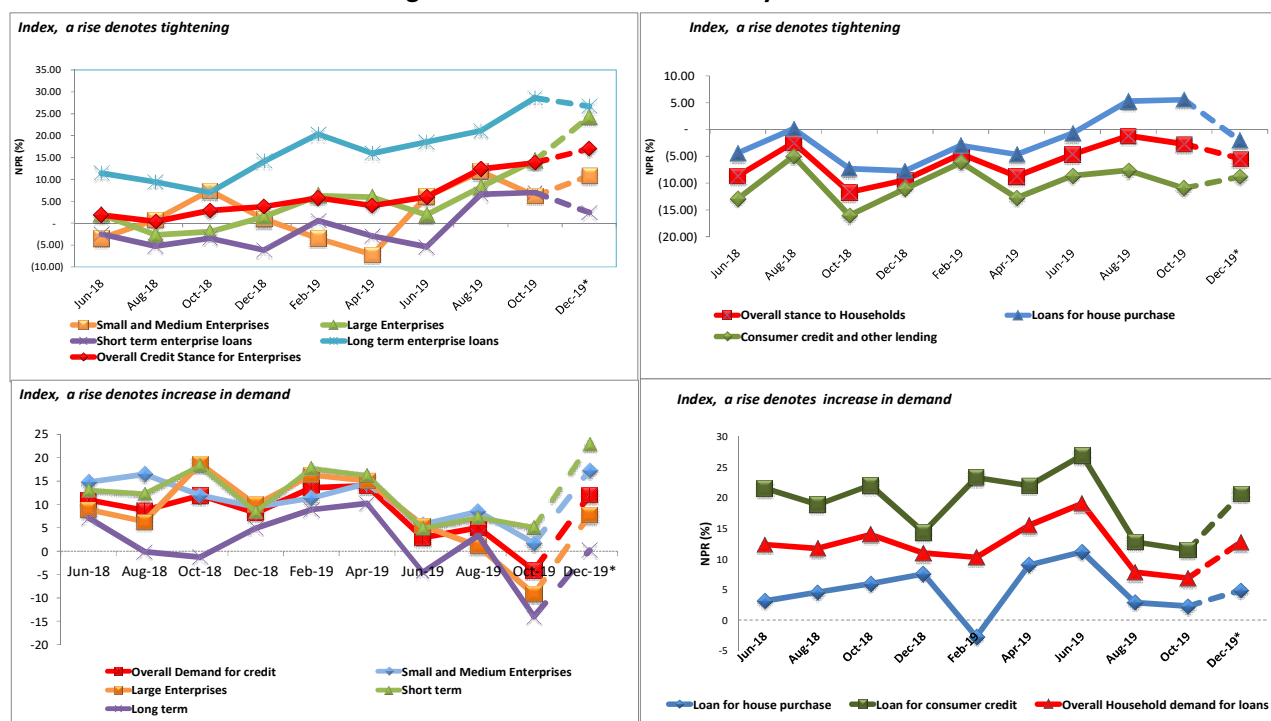 Index, a rise denotes tightening
35.00
30.00
25.00
20.00
15.00
10.00
5.00
-
(5.00)
(10.00)
NPR (%)
Jun-18
Aug-18
Oct-18
Dec-18
Feb-19
Apr-19
Jun-19
Aug-19
Oct-19
Dec-19*
Small and Medium Enterprises
Large Enterprises
Short term enterprise loans
Long term enterprise loans
Overall Credit Stance for Enterprises
Index, a rise denotes tightening
10.00
5.00
-
(5.00)
(10.00)
(15.00)
(20.00)
NPR (%)
Jun-18
Aug-18
Oct-18
Dec-18
Feb-19
Apr-19
Jun-19
Aug-19
Oct-19
Dec-19*
Overall stance to Households
Loans for house purchase
Consumer credit and other lending
Index, a rise denotes increase in demand
25
20
15
10
5
0
-5
-10
-15
-20
Jun-18
Aug-18
Oct-18
Dec-18
Feb-19
Apr-19
Jun-19
Aug-19
Oct-19
Dec-19*
Overall Demand for credit
Small and Medium Enterprises
Large Enterprises
Short term
Long term
Index, a rise denotes increase in demand
30
25
20
15
10
5
0
-5
NPR (%)
Jun-18
Aug-18
Oct-18
Dec-18
Feb-19
Apr-19
Jun-19
Aug-19
Oct-19
Dec-19*
Loan for house purchase
Loan for consumer credit
Overall Household demand for loans